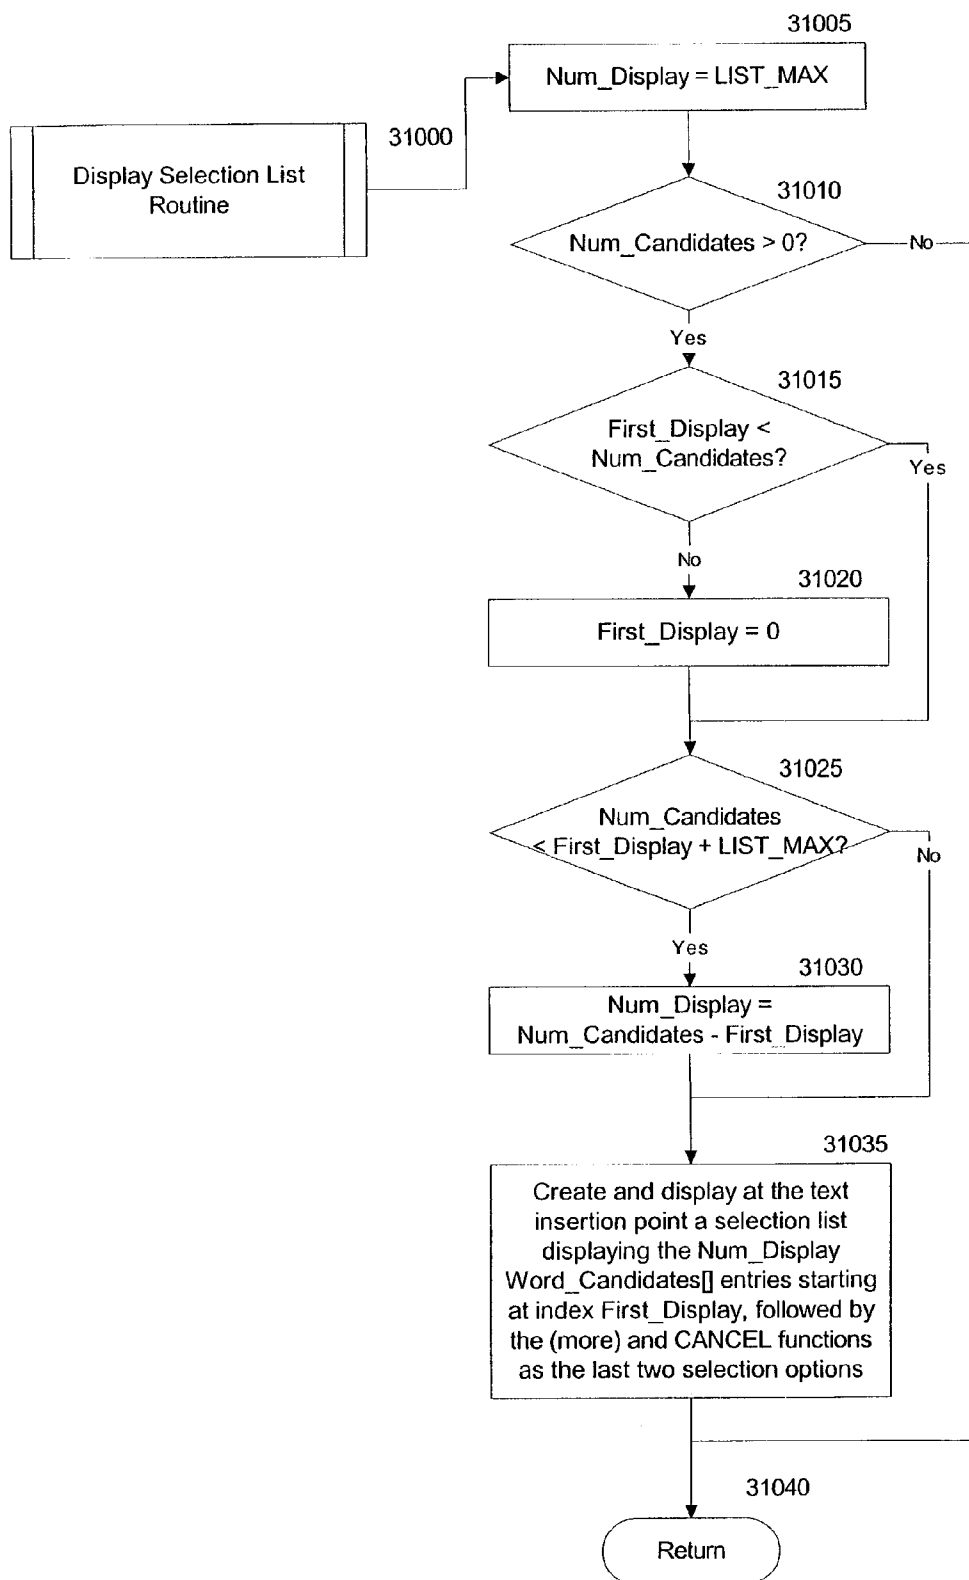 31005
Num_Display = LIST_MAX
31000
Display Selection List
Routine
31010
Num_Candidates > 0?
No
Yes
31015
First_Display <
Num_Candidates?
Yes
No
31020
First_Display = 0
31025
Num_Candidates
< First_Display + LIST_MAX?
No
Yes
31030
Num_Display =
Num_Candidates - First_Display
31035
Create and display at the text
insertion point a selection list
displaying the Num_Display
Word_Candidates[] entries starting
at index First_Display, followed by
the (more) and CANCEL functions
as the last two selection options
31040
Return